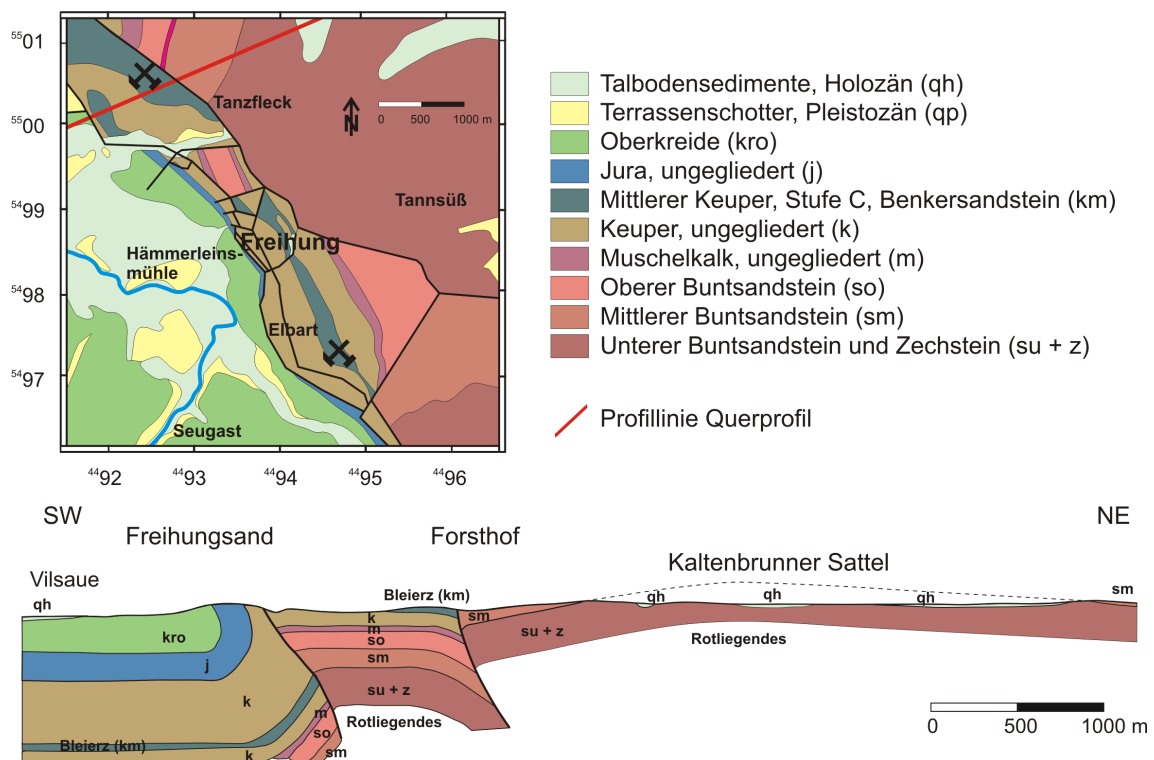 5501
5500
5499
5498
5497
4492 4493 4494 4495 4496
Tanzfleck
N
0 500 1000 m
Tannsüß
Freihung
Hämmerleins-
mühle
Elbart
Seugast
Talbodensedimente, Holozän (qh)
Terrassenschotter, Pleistozän (qp)
Oberkreide (kro)
Jura, ungegliedert (j)
Mittlerer Keuper, Stufe C, Benkersandstein (km)
Keuper, ungegliedert (k)
Muschelkalk, ungegliedert (m)
Oberer Buntsandstein (so)
Mittlerer Buntsandstein (sm)
Unterer Buntsandstein und Zechstein (su + z)
Profillinie Querprofil
SW
NE
Freihungsand
Forsthof
Kaltenbrunner Sattel
Vilsaue
qh
Bleierz (km)
qh
qh
qh
sm
kro
j
k
Bleierz (km)
k
k
m
so
sm
su + z
Rotliegendes
m
so
sm
sm
su + z
Rotliegendes
0 500 1000 m